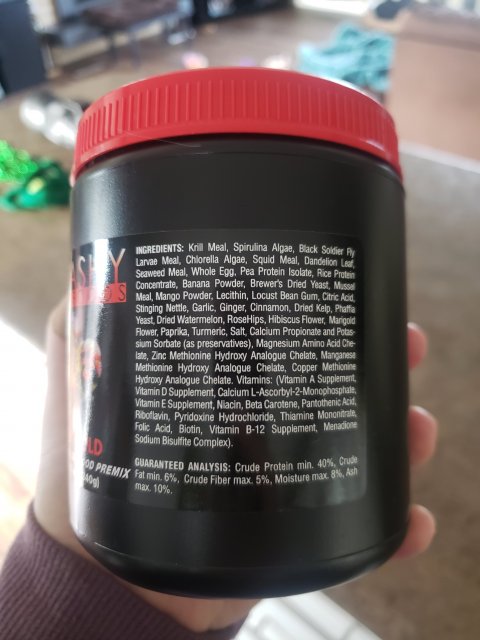 SHY
DS
INGREDIENTS: Krill Meal, Spirulina Algae, Black Soldier Fly
Larvae Meal, Chlorella Algae, Squid Meal, Dandelion Leaf,
Seaweed Meal, Whole Egg, Pea Protein Isolate, Rice Protein
Concentrate, Banana Powder, Brewer's Dried Yeast, Mussel
Meal, Mango Powder, Lecithin, Locust Bean Gum, Citric Acid,
Stinging Nettle, Garlic, Ginger, Cinnamon, Dried Kelp, Phaffia
Yeast, Dried Watermelon, RoseHips, Hibiscus Flower, Marigold
Flower, Paprika, Turmeric, Salt, Calcium Propionate and Potas-
sium Sorbate (as preservatives), Magnesium Amino Acid Che-
late, Zinc Methionine Hydroxy Analogue Chelate, Manganese
Methionine Hydroxy Analogue Chelate, Copper Methionine
Hydroxy Analogue Chelate. Vitamins: (Vitamin A Supplement,
Vitamin D Supplement, Calcium L-Ascorbyl-2-Monophosphate,
Vitamin E Supplement, Niacin, Beta Carotene, Pantothenic Acid,
Riboflavin, Pyridoxine Hydrochloride, Thiamine Mononitrate,
Folic Acid, Biotin, Vitamin B-12 Supplement, Menadione
Sodium Bisulfite Complex).
GUARANTEED ANALYSIS: Crude Protein min. 40%, Crude
Fat min. 6%, Crude Fiber max. 5%, Moisture max. 8%, Ash
max. 10%.
LD
OOD PREMIX
40g)